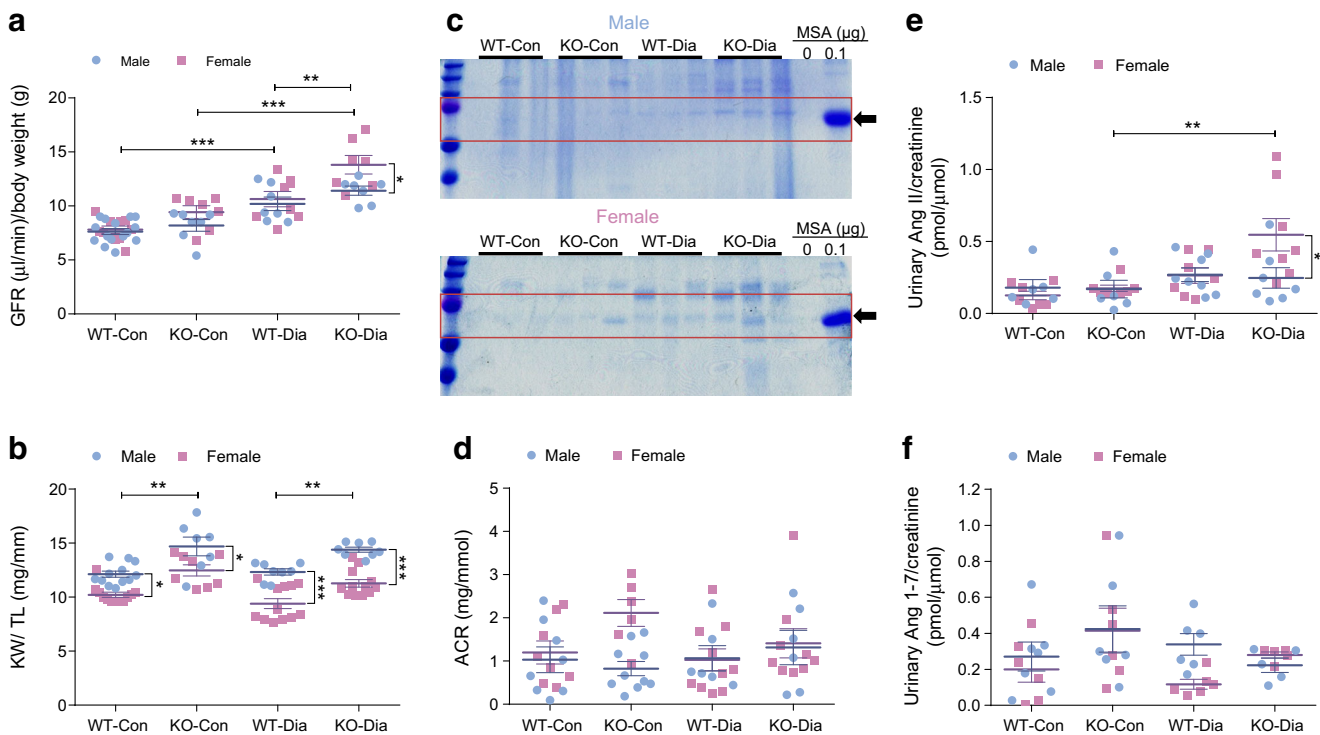 a
Male Female
**
***
***
*
GFR (µl/min)/body weight (g)
20
15
10
5
0
WT-Con KO-Con WT-Dia KO-Dia
b
Male Female
**
**
*
*
***
***
KW/ TL (mg/mm)
20
15
10
5
0
WT-Con KO-Con WT-Dia KO-Dia
c
Male
WT-Con KO-Con WT-Dia KO-Dia
MSA (µg)
0 0.1
Female
WT-Con KO-Con WT-Dia KO-Dia
MSA (µg)
0 0.1
d
Male Female
ACR (mg/mmol)
5
4
3
2
1
0
WT-Con KO-Con WT-Dia KO-Dia
e
Male Female
**
*
Urinary Ang II/creatinine
(pmol/µmol)
1.5
1.0
0.5
0.0
WT-Con KO-Con WT-Dia KO-Dia
f
Male Female
Urinary Ang 1-7/creatinine
(pmol/µmol)
1.2
1.0
0.8
0.6
0.4
0.2
0.0
WT-Con KO-Con WT-Dia KO-Dia